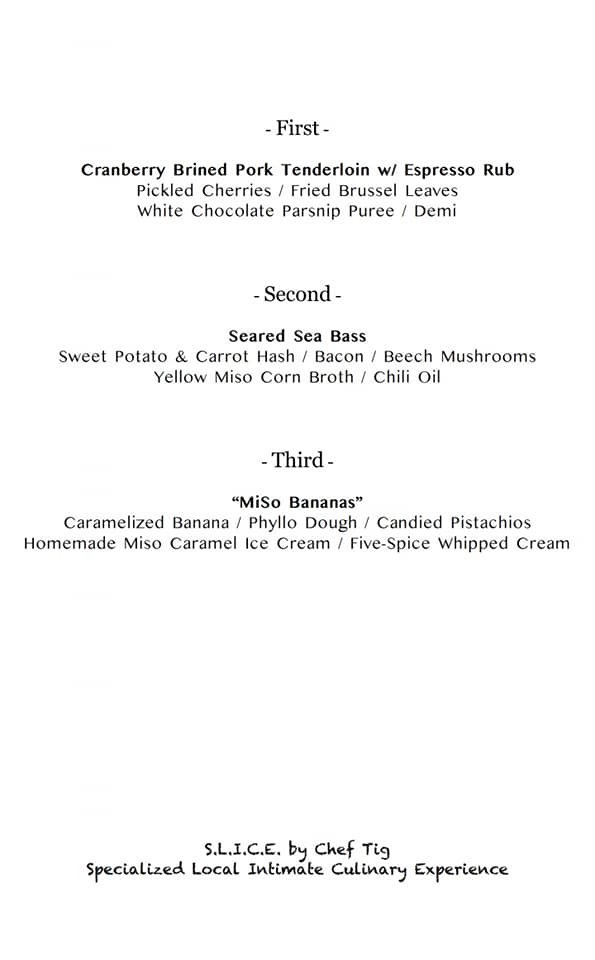 - First -
Cranberry Brined Pork Tenderloin w/ Espresso Rub
Pickled Cherries / Fried Brussel Leaves
White Chocolate Parsnip Puree / Demi
- Second -
Seared Sea Bass
Sweet Potato & Carrot Hash / Bacon / Beech Mushrooms
Yellow Miso Corn Broth / Chili Oil
- Third -
“MiSo Bananas”
Caramelized Banana / Phyllo Dough / Candied Pistachios
Homemade Miso Caramel Ice Cream / Five-Spice Whipped Cream
S.L.I.C.E. by Chef Tig
Specialized Local Intimate Culinary Experience